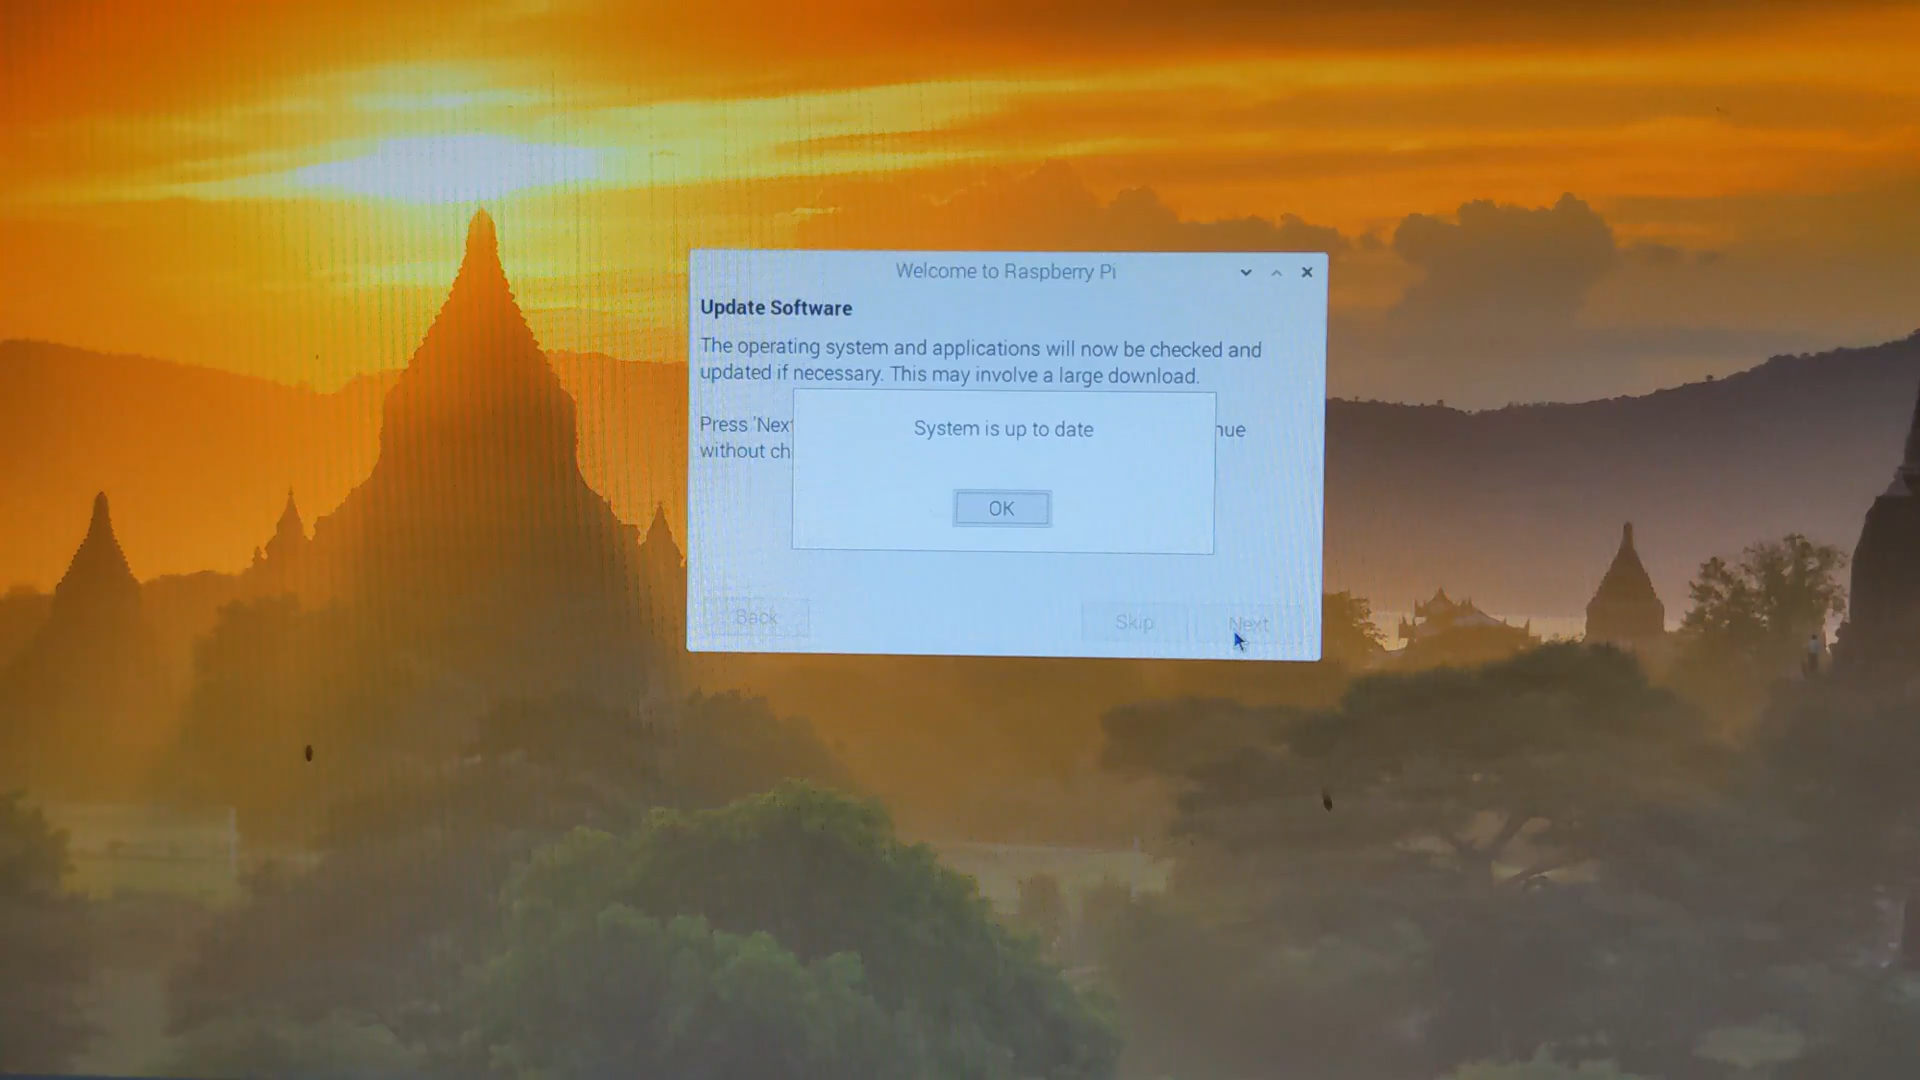 Welcome to Raspberry Pi
Update Software
The operating system and applications will now be checked and
updated if necessary. This may involve a large download.
Press 'Nex
nue
without ch
System is up to date
OK
Back
Skip
Next